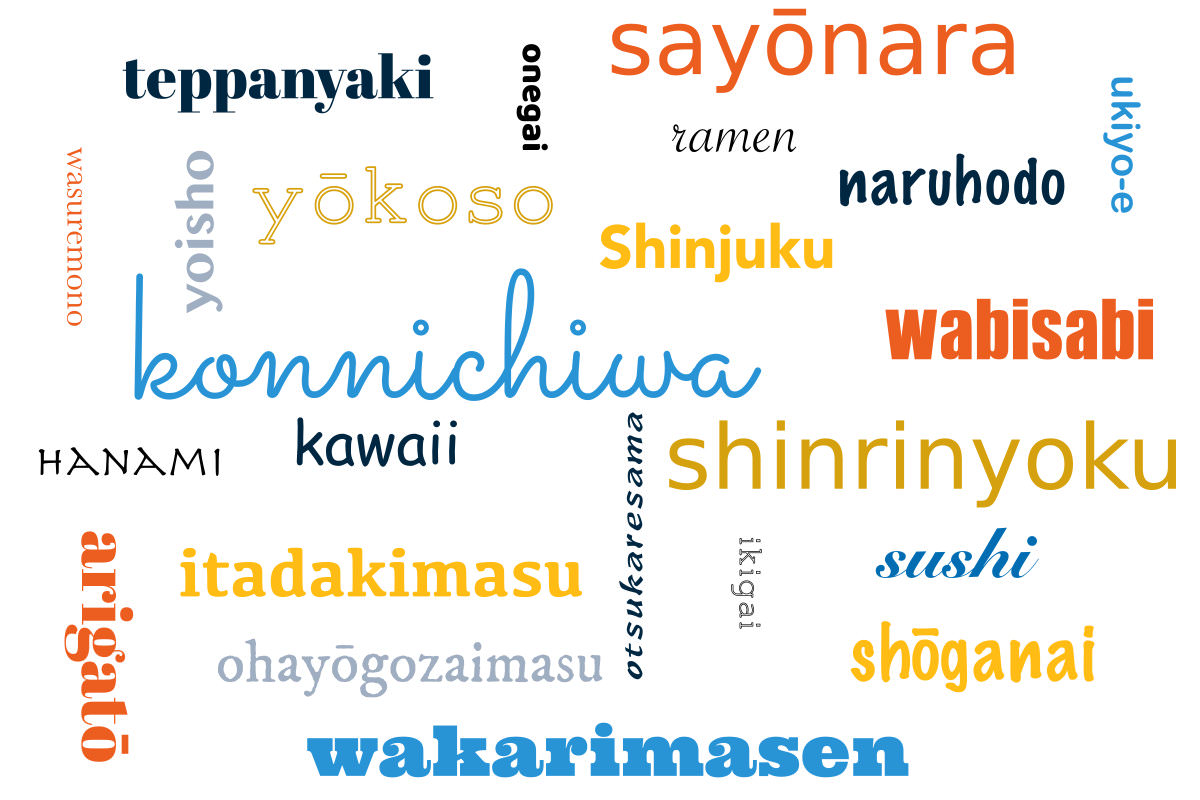 sayōnara
teppanyaki
onegai
ukiyo-e
ramen
wasuremono
yoisho
yōkoso
naruhodo
Shinjuku
konnichiwa
wabisabi
kawaii
otsukaresama
shinrinyoku
HANAMI
arigatō
itadakimasu
ikigai
sushi
ohayōgozaimasu
shōganai
wakarimasen